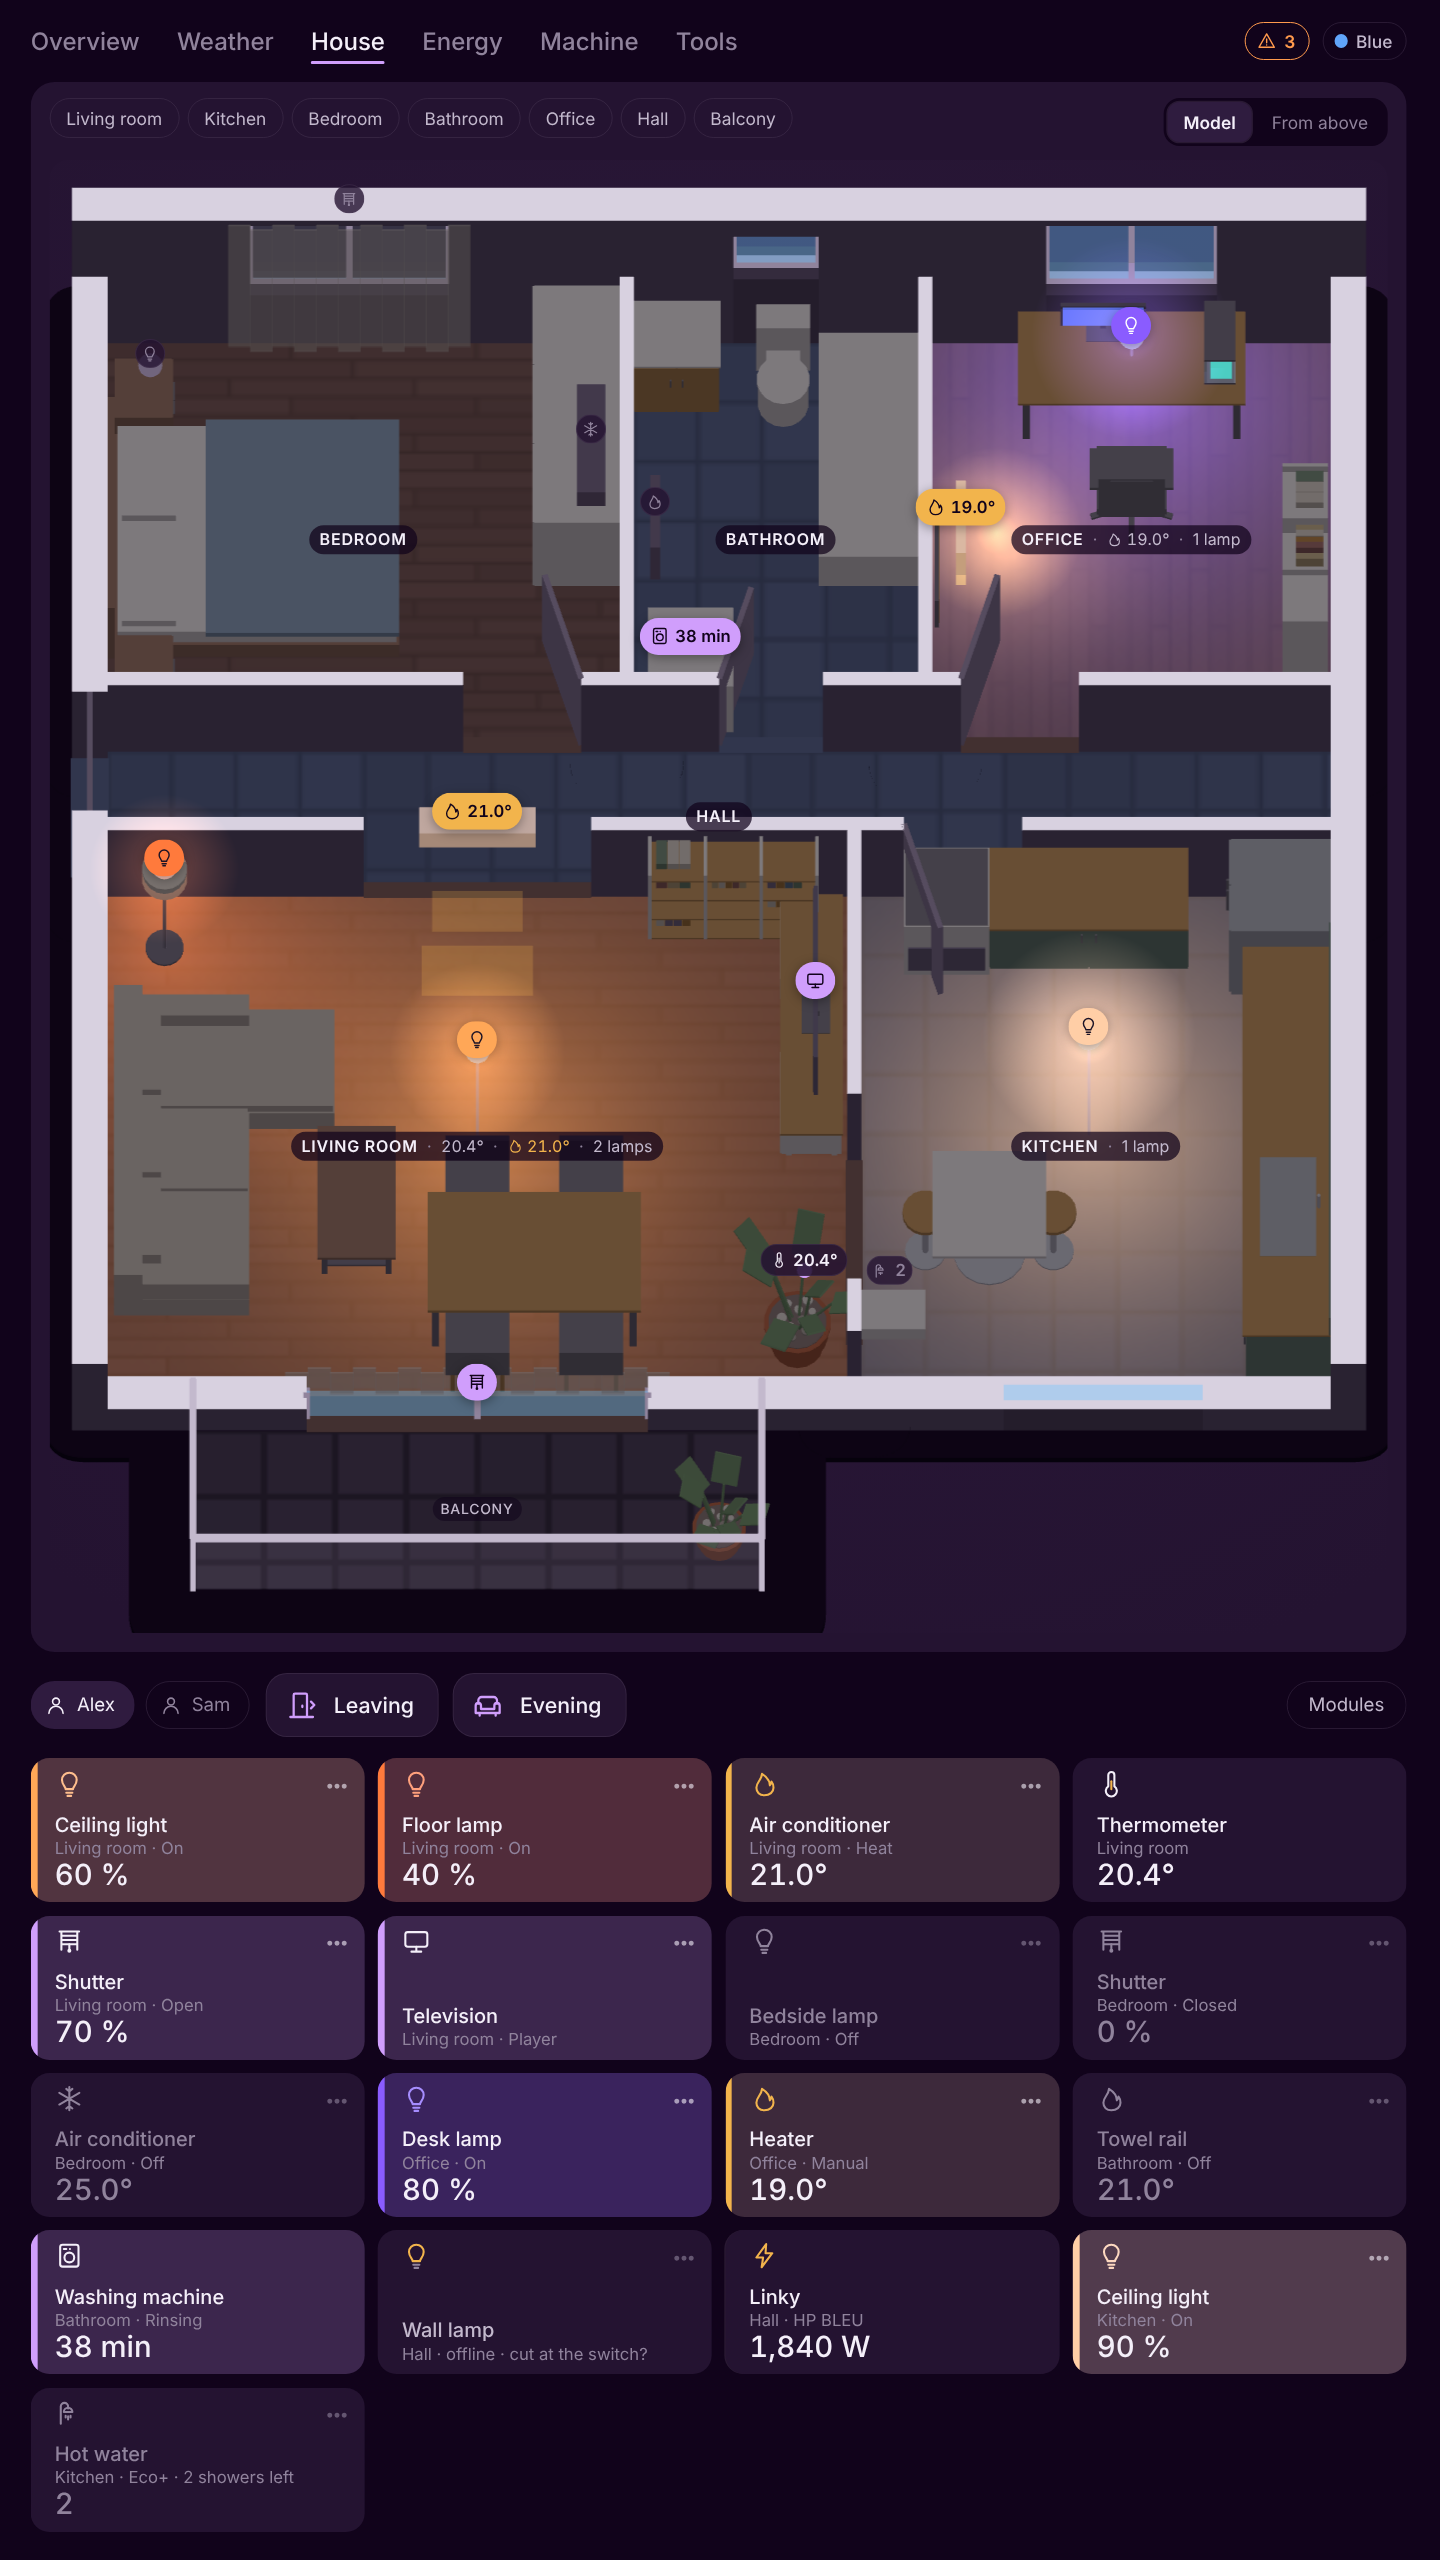 Overview Weather House Energy Machine Tools 3 Blue
Living room Kitchen Bedroom Bathroom Office Hall Balcony Model From above
19.0°
BEDROOM
BATHROOM
OFFICE · 19.0° · 1 lamp
38 min
21.0°
HALL
LIVING ROOM · 20.4° · 21.0° · 2 lamps
KITCHEN · 1 lamp
20.4°
2
BALCONY
Alex Sam Leaving Evening Modules
Ceiling light
Living room · On
60 %
Floor lamp
Living room · On
40 %
Air conditioner
Living room · Heat
21.0°
Thermometer
Living room
20.4°
Shutter
Living room · Open
70 %
Television
Living room · Player
Bedside lamp
Bedroom · Off
Shutter
Bedroom · Closed
0 %
Air conditioner
Bedroom · Off
25.0°
Desk lamp
Office · On
80 %
Heater
Office · Manual
19.0°
Towel rail
Bathroom · Off
21.0°
Washing machine
Bathroom · Rinsing
38 min
Wall lamp
Hall · offline · cut at the switch?
Linky
Hall · HP BLEU
1,840 W
Ceiling light
Kitchen · On
90 %
Hot water
Kitchen · Eco+ · 2 showers left
2